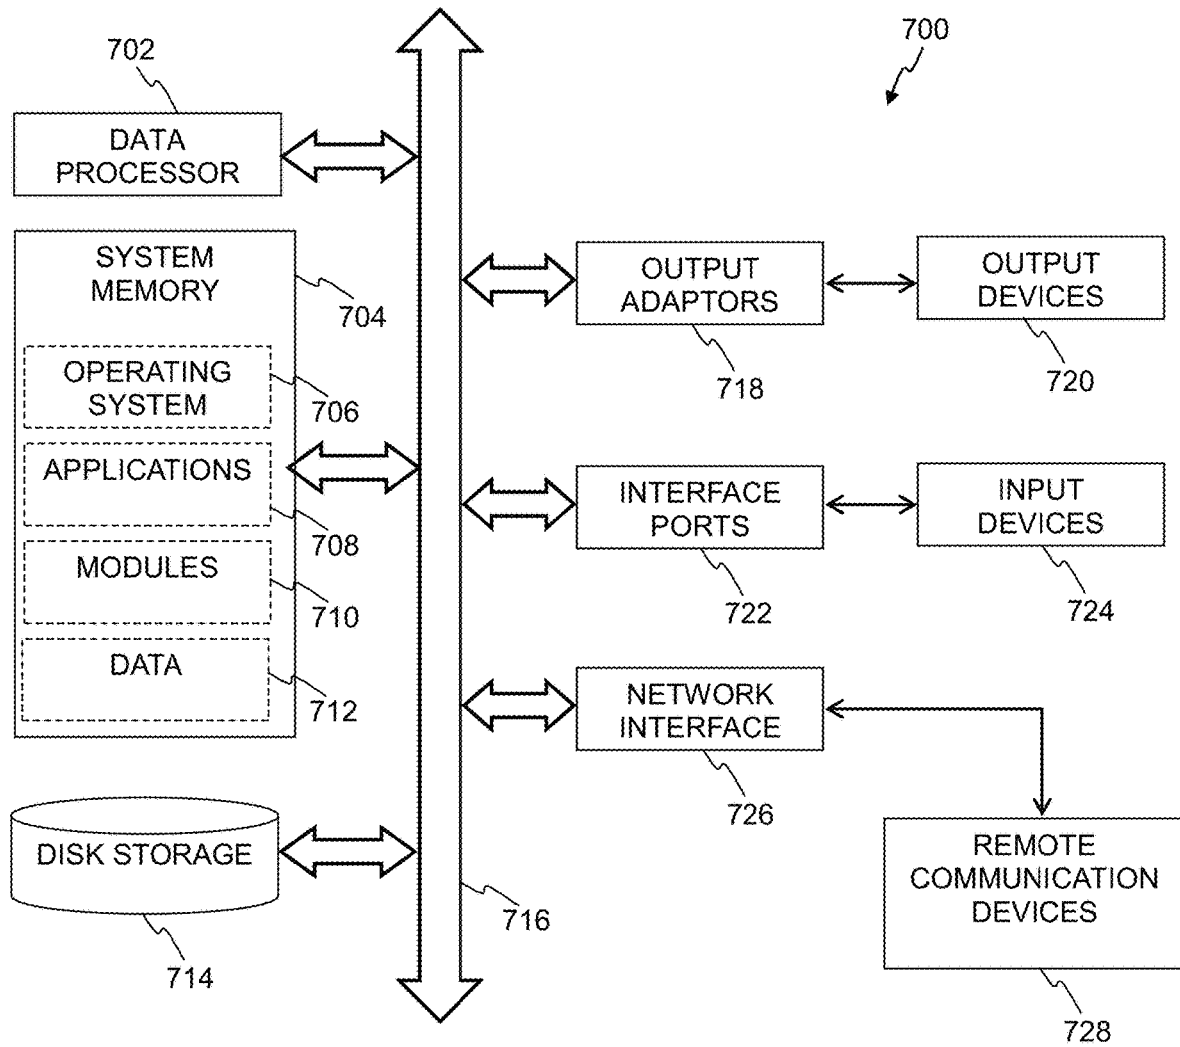 700
702
DATA
PROCESSOR
SYSTEM
MEMORY
704
OPERATING
SYSTEM
706
APPLICATIONS
708
MODULES
710
DATA
712
DISK STORAGE
714
716
OUTPUT
ADAPTORS
718
OUTPUT
DEVICES
720
INTERFACE
PORTS
722
INPUT
DEVICES
724
NETWORK
INTERFACE
726
REMOTE
COMMUNICATION
DEVICES
728